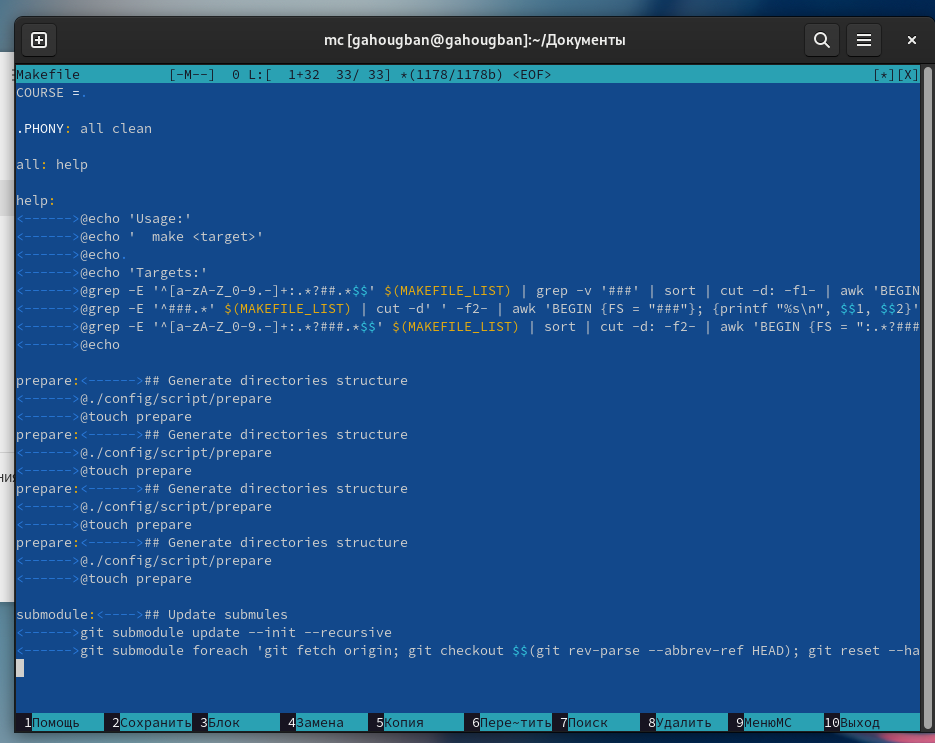 mc [gahougban@gahougban]:~/Документы
Makefile [-M--] 0 L:[ 1+32 33/ 33] *(1178/1178b) <EOF> [*][X]
COURSE =.
.PHONY: all clean
all: help
help:
<------>@echo 'Usage:'
<------>@echo '  make <target>'
<------>@echo.
<------>@echo 'Targets:'
<------>@grep -E '^[a-zA-Z_0-9.-]+:.*?##.*$$' $(MAKEFILE_LIST) | grep -v '###' | sort | cut -d: -f1- | awk 'BEGIN
<------>@grep -E '^###.*' $(MAKEFILE_LIST) | cut -d' ' -f2- | awk 'BEGIN {FS = "###"}; {printf "%s\n", $$1, $$2}'
<------>@grep -E '^[a-zA-Z_0-9.-]+:.*?###.*$$' $(MAKEFILE_LIST) | sort | cut -d: -f2- | awk 'BEGIN {FS = ":.*?###
<------>@echo
prepare:<------>## Generate directories structure
<------>@./config/script/prepare
<------>@touch prepare
prepare:<------>## Generate directories structure
<------>@./config/script/prepare
<------>@touch prepare
prepare:<------>## Generate directories structure
<------>@./config/script/prepare
<------>@touch prepare
prepare:<------>## Generate directories structure
<------>@./config/script/prepare
<------>@touch prepare
submodule:<---->## Update submules
<------>git submodule update --init --recursive
<------>git submodule foreach 'git fetch origin; git checkout $$(git rev-parse --abbrev-ref HEAD); git reset --ha
1Помощь 2Сохранить 3Блок 4Замена 5Копия 6Пере~тить 7Поиск 8Удалить 9МенюМС 10Выход